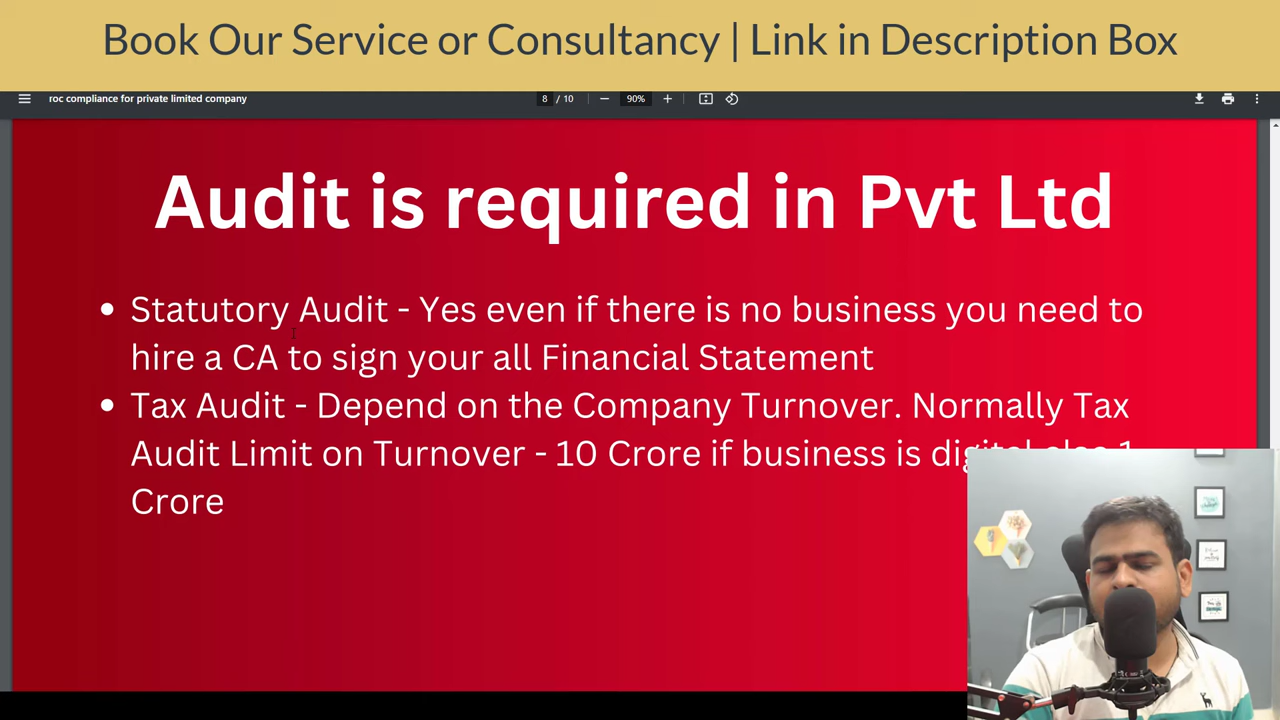 Book Our Service or Consultancy | Link in Description Box
roc compliance for private limited company 8 / 10 90%
Audit is required in Pvt Ltd
• Statutory Audit - Yes even if there is no business you need to
hire a CA to sign your all Financial Statement
• Tax Audit - Depend on the Company Turnover. Normally Tax
Audit Limit on Turnover - 10 Crore if business is digital else 1
Crore